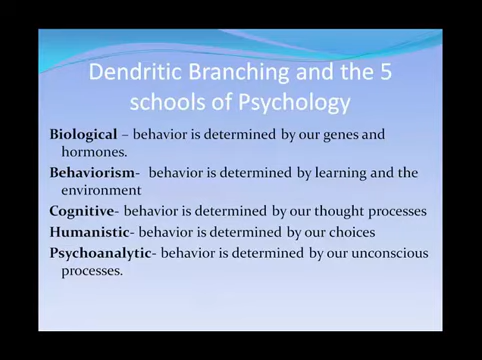 Dendritic Branching and the 5
schools of Psychology
Biological – behavior is determined by our genes and
hormones.
Behaviorism-  behavior is determined by learning and the
environment
Cognitive- behavior is determined by our thought processes
Humanistic- behavior is determined by our choices
Psychoanalytic- behavior is determined by our unconscious
processes.